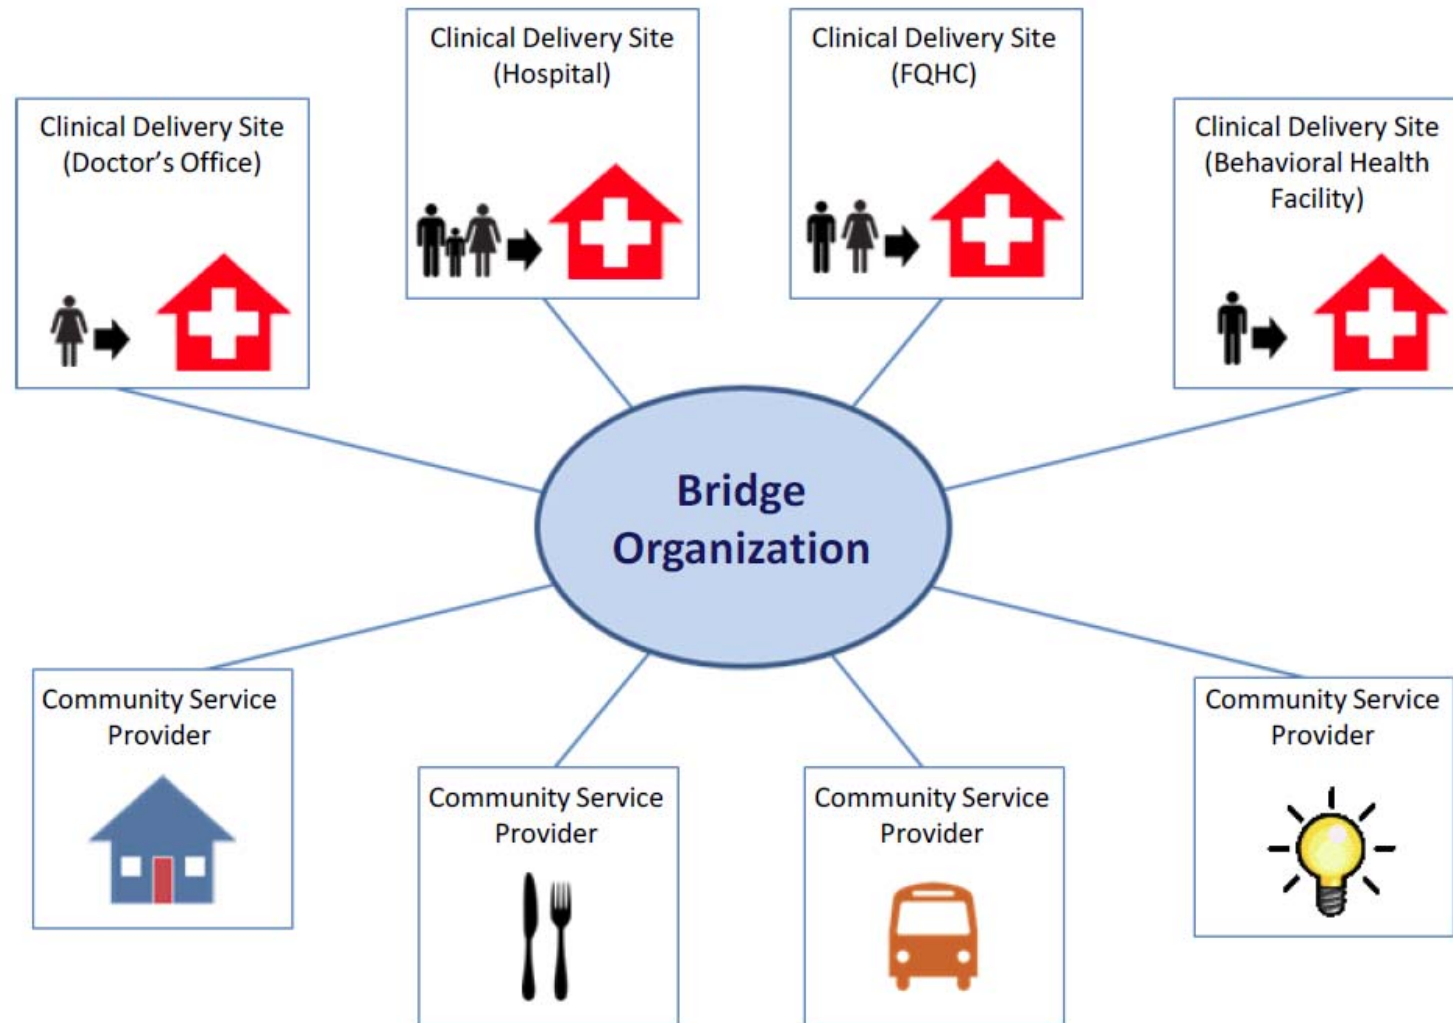 Clinical Delivery Site
(Doctor's Office)
Clinical Delivery Site
(Hospital)
Clinical Delivery Site
(FQHC)
Clinical Delivery Site
(Behavioral Health
Facility)
Bridge
Organization
Community Service
Provider
Community Service
Provider
Community Service
Provider
Community Service
Provider